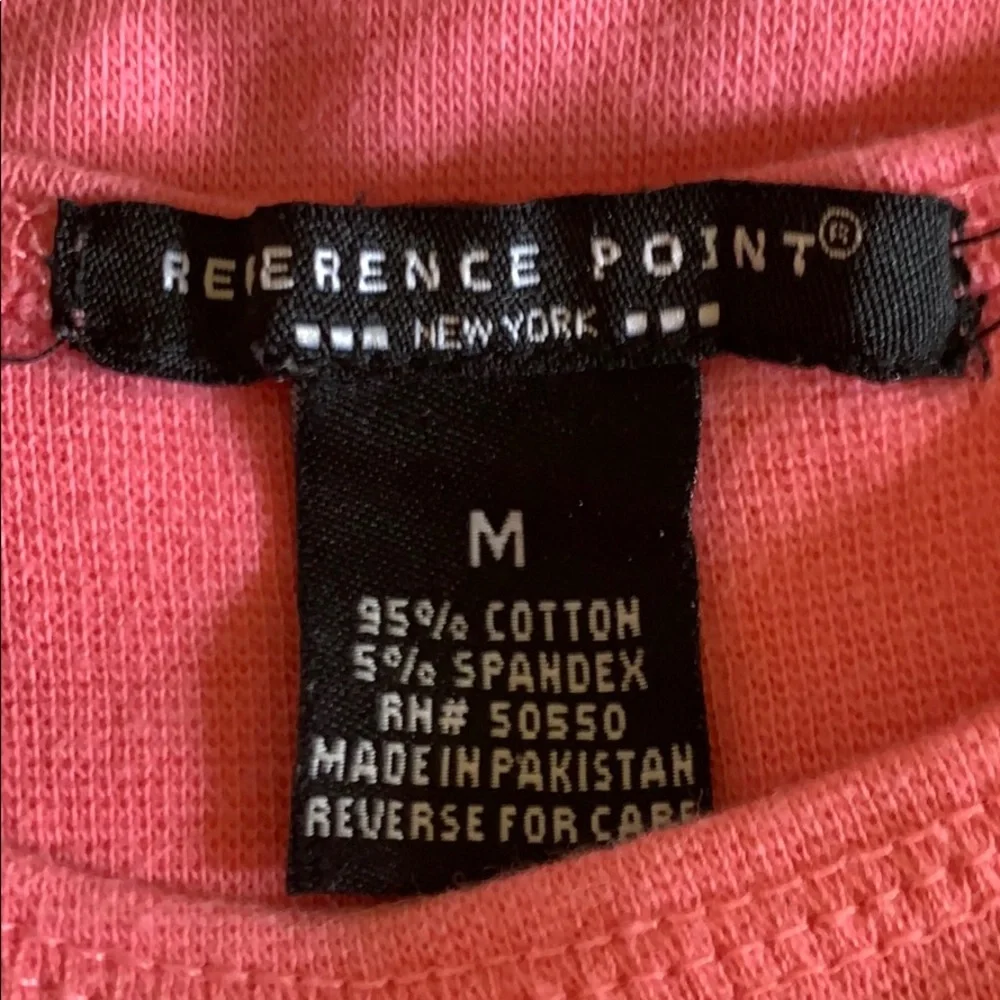 REFERENCE POINT®
NEW YORK
M
95% COTTON
5% SPANDEX
RN# 50550
MADE IN PAKISTAN
REVERSE FOR CARE